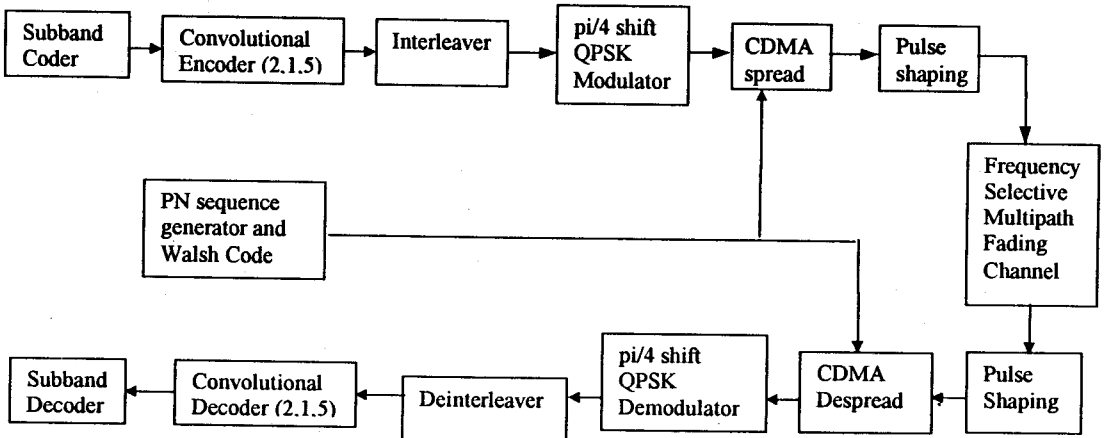 Subband
Coder
Convolutional
Encoder (2.1.5)
Interleaver
pi/4 shift
QPSK
Modulator
CDMA
spread
Pulse
shaping
PN sequence
generator and
Walsh Code
Frequency
Selective
Multipath
Fading
Channel
Subband
Decoder
Convolutional
Decoder (2.1.5)
Deinterleaver
pi/4 shift
QPSK
Demodulator
CDMA
Despread
Pulse
Shaping